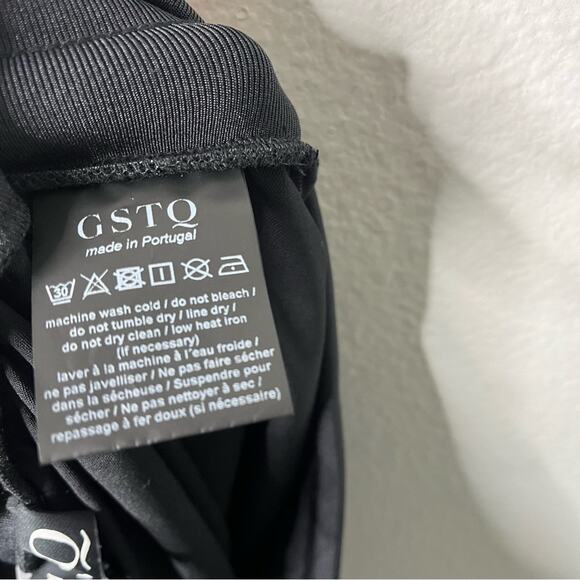 GSTQ
made in Portugal
30
machine wash cold / do not bleach /
do not tumble dry / line dry /
do not dry clean / low heat iron
(if necessary)
laver à la machine à l'eau froide /
ne pas javelliser / Ne pas faire sécher
dans la sécheuse / Suspendre pour
sécher / Ne pas nettoyer à sec /
repassage à fer doux (si nécessaire)